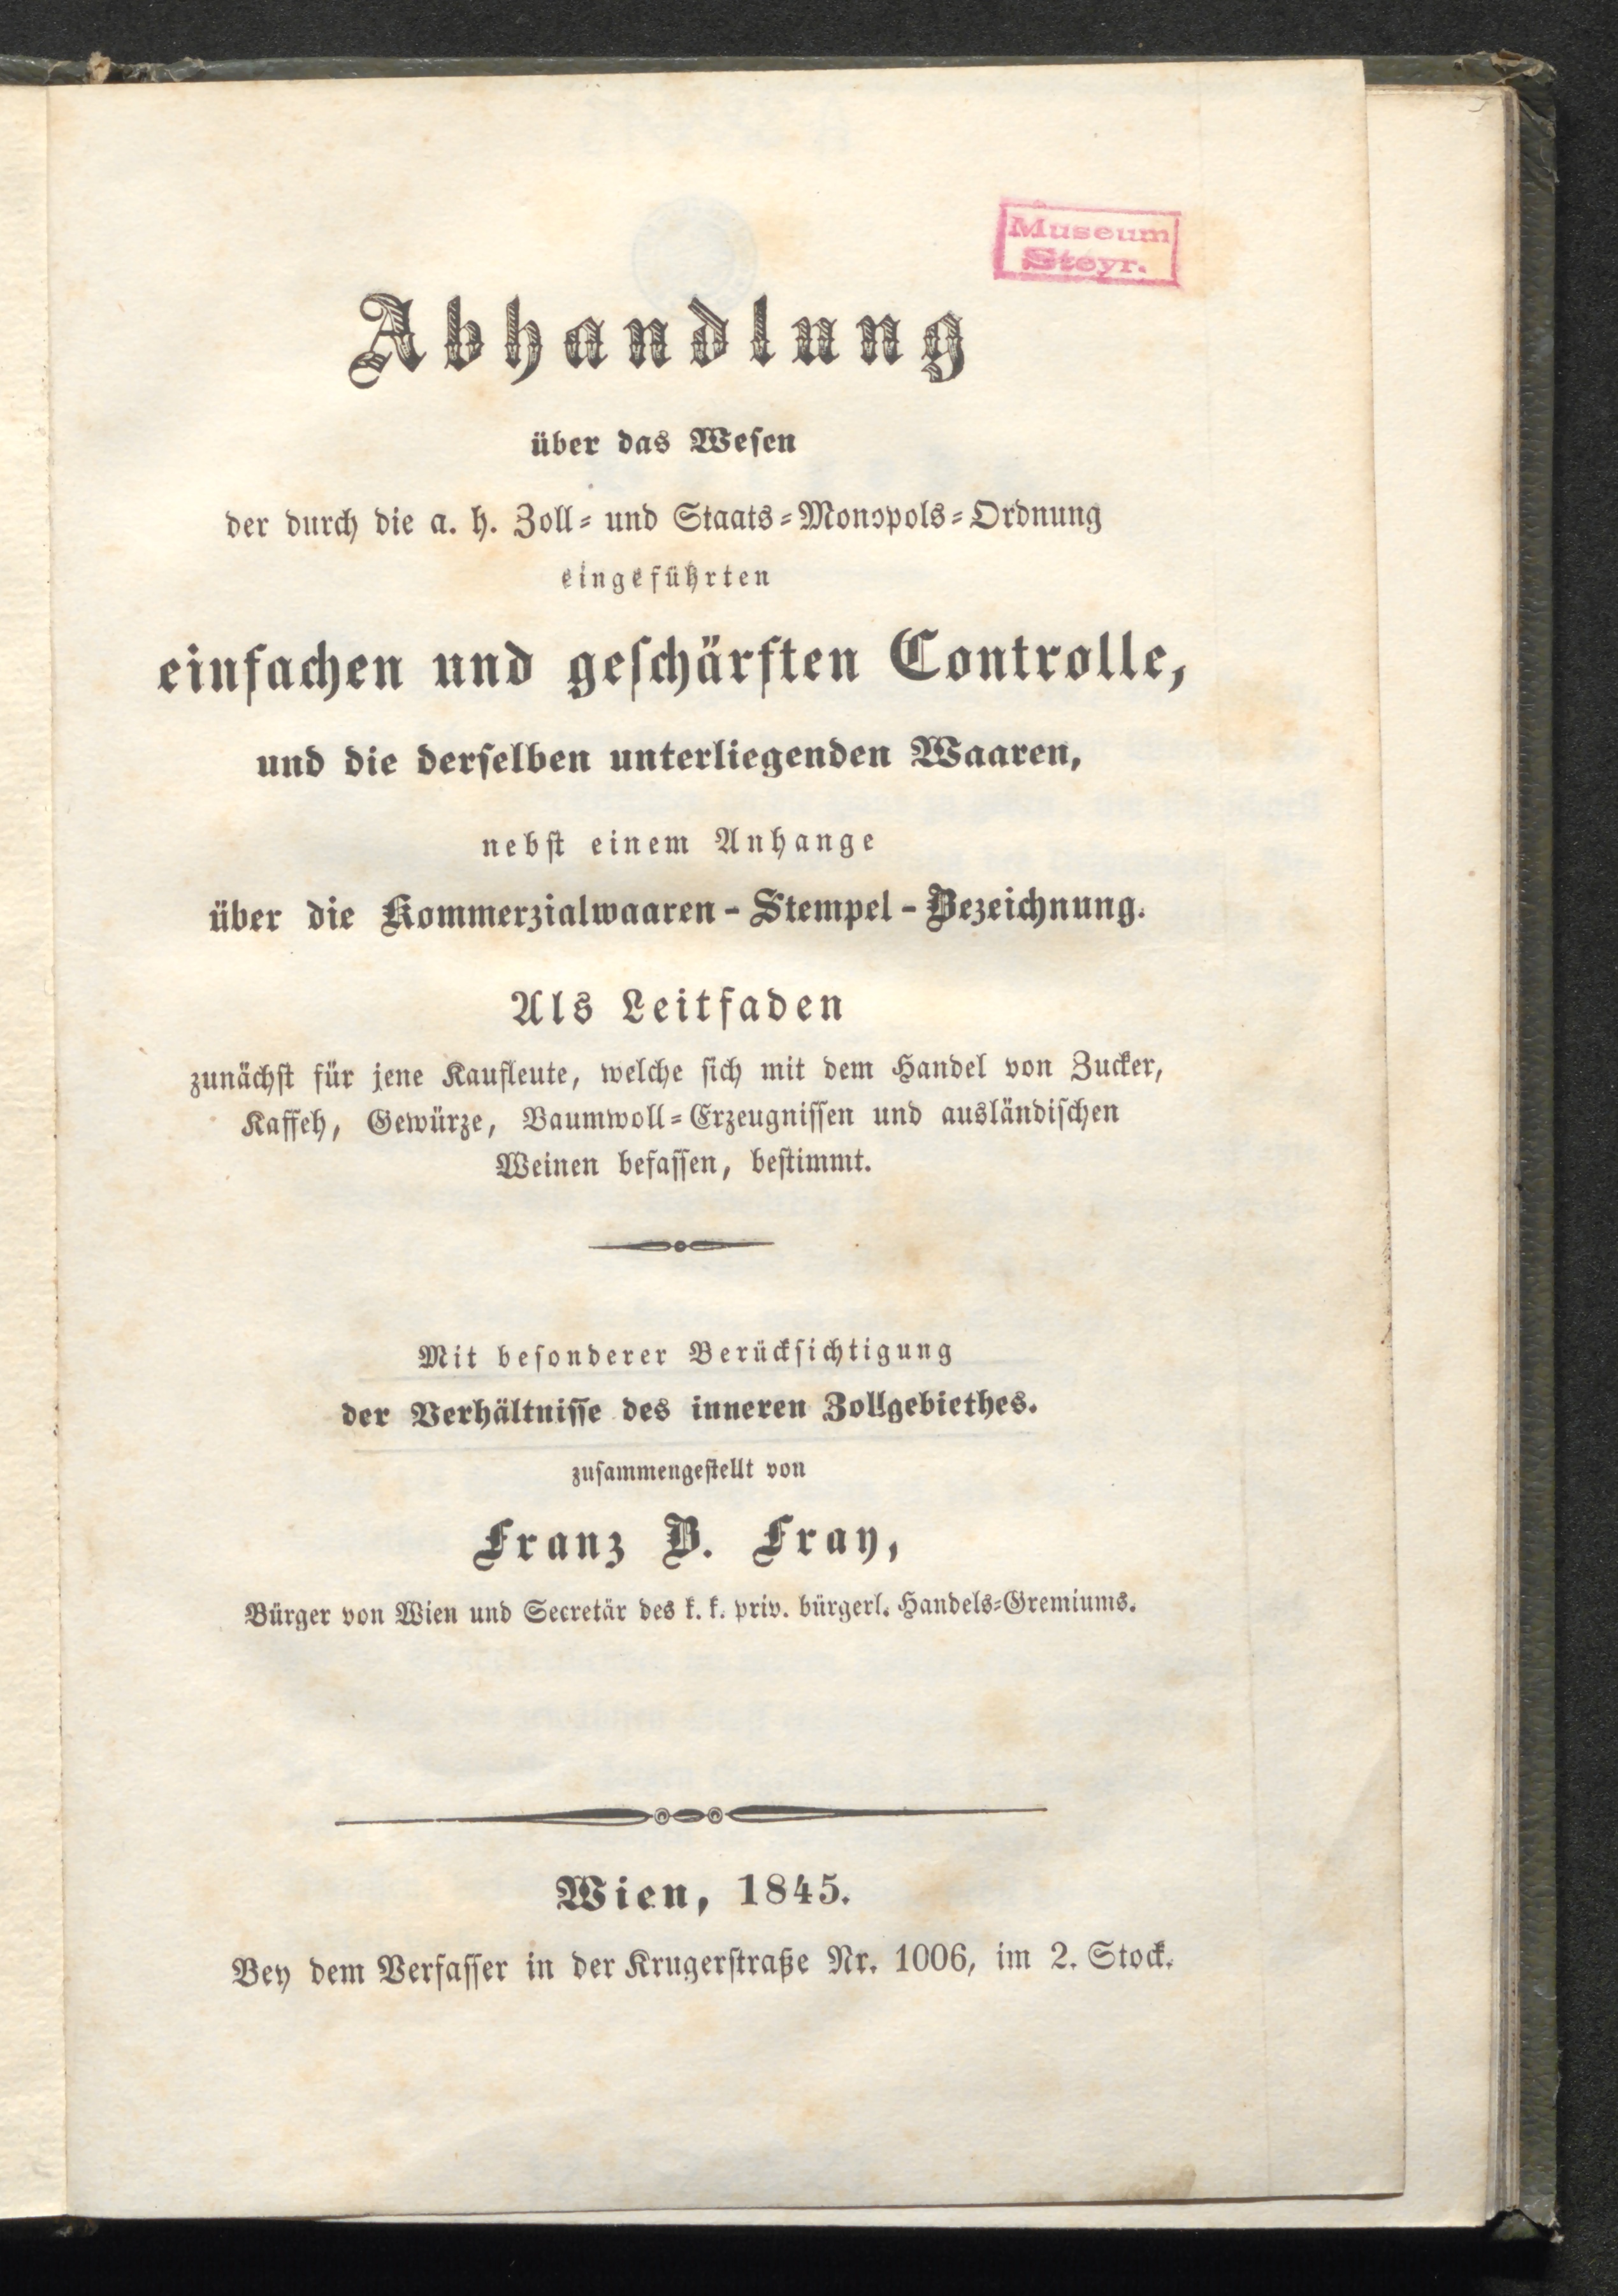 Museum
Steyr.
Abhandlung
über das Wesen
der durch die a. h. Zoll- und Staats-Monopols-Ordnung
eingeführten
einfachen und geschärften Controlle,
und die derselben unterliegenden Waaren,
nebst einem Anhange
über die Kommerzialwaaren-Stempel-Bezeichnung.
Als Leitfaden
zunächst für jene Kaufleute, welche sich mit dem Handel von Zucker,
Kaffeh, Gewürze, Baumwoll-Erzeugnissen und ausländischen
Weinen befassen, bestimmt.
Mit besonderer Berücksichtigung
der Verhältnisse des inneren Zollgebiethes.
zusammengestellt von
Franz B. Fray,
Bürger von Wien und Secretär des k. k. priv. bürgerl. Handels-Gremiums.
Wien, 1845.
Bey dem Verfasser in der Krugerstraße Nr. 1006, im 2. Stock.